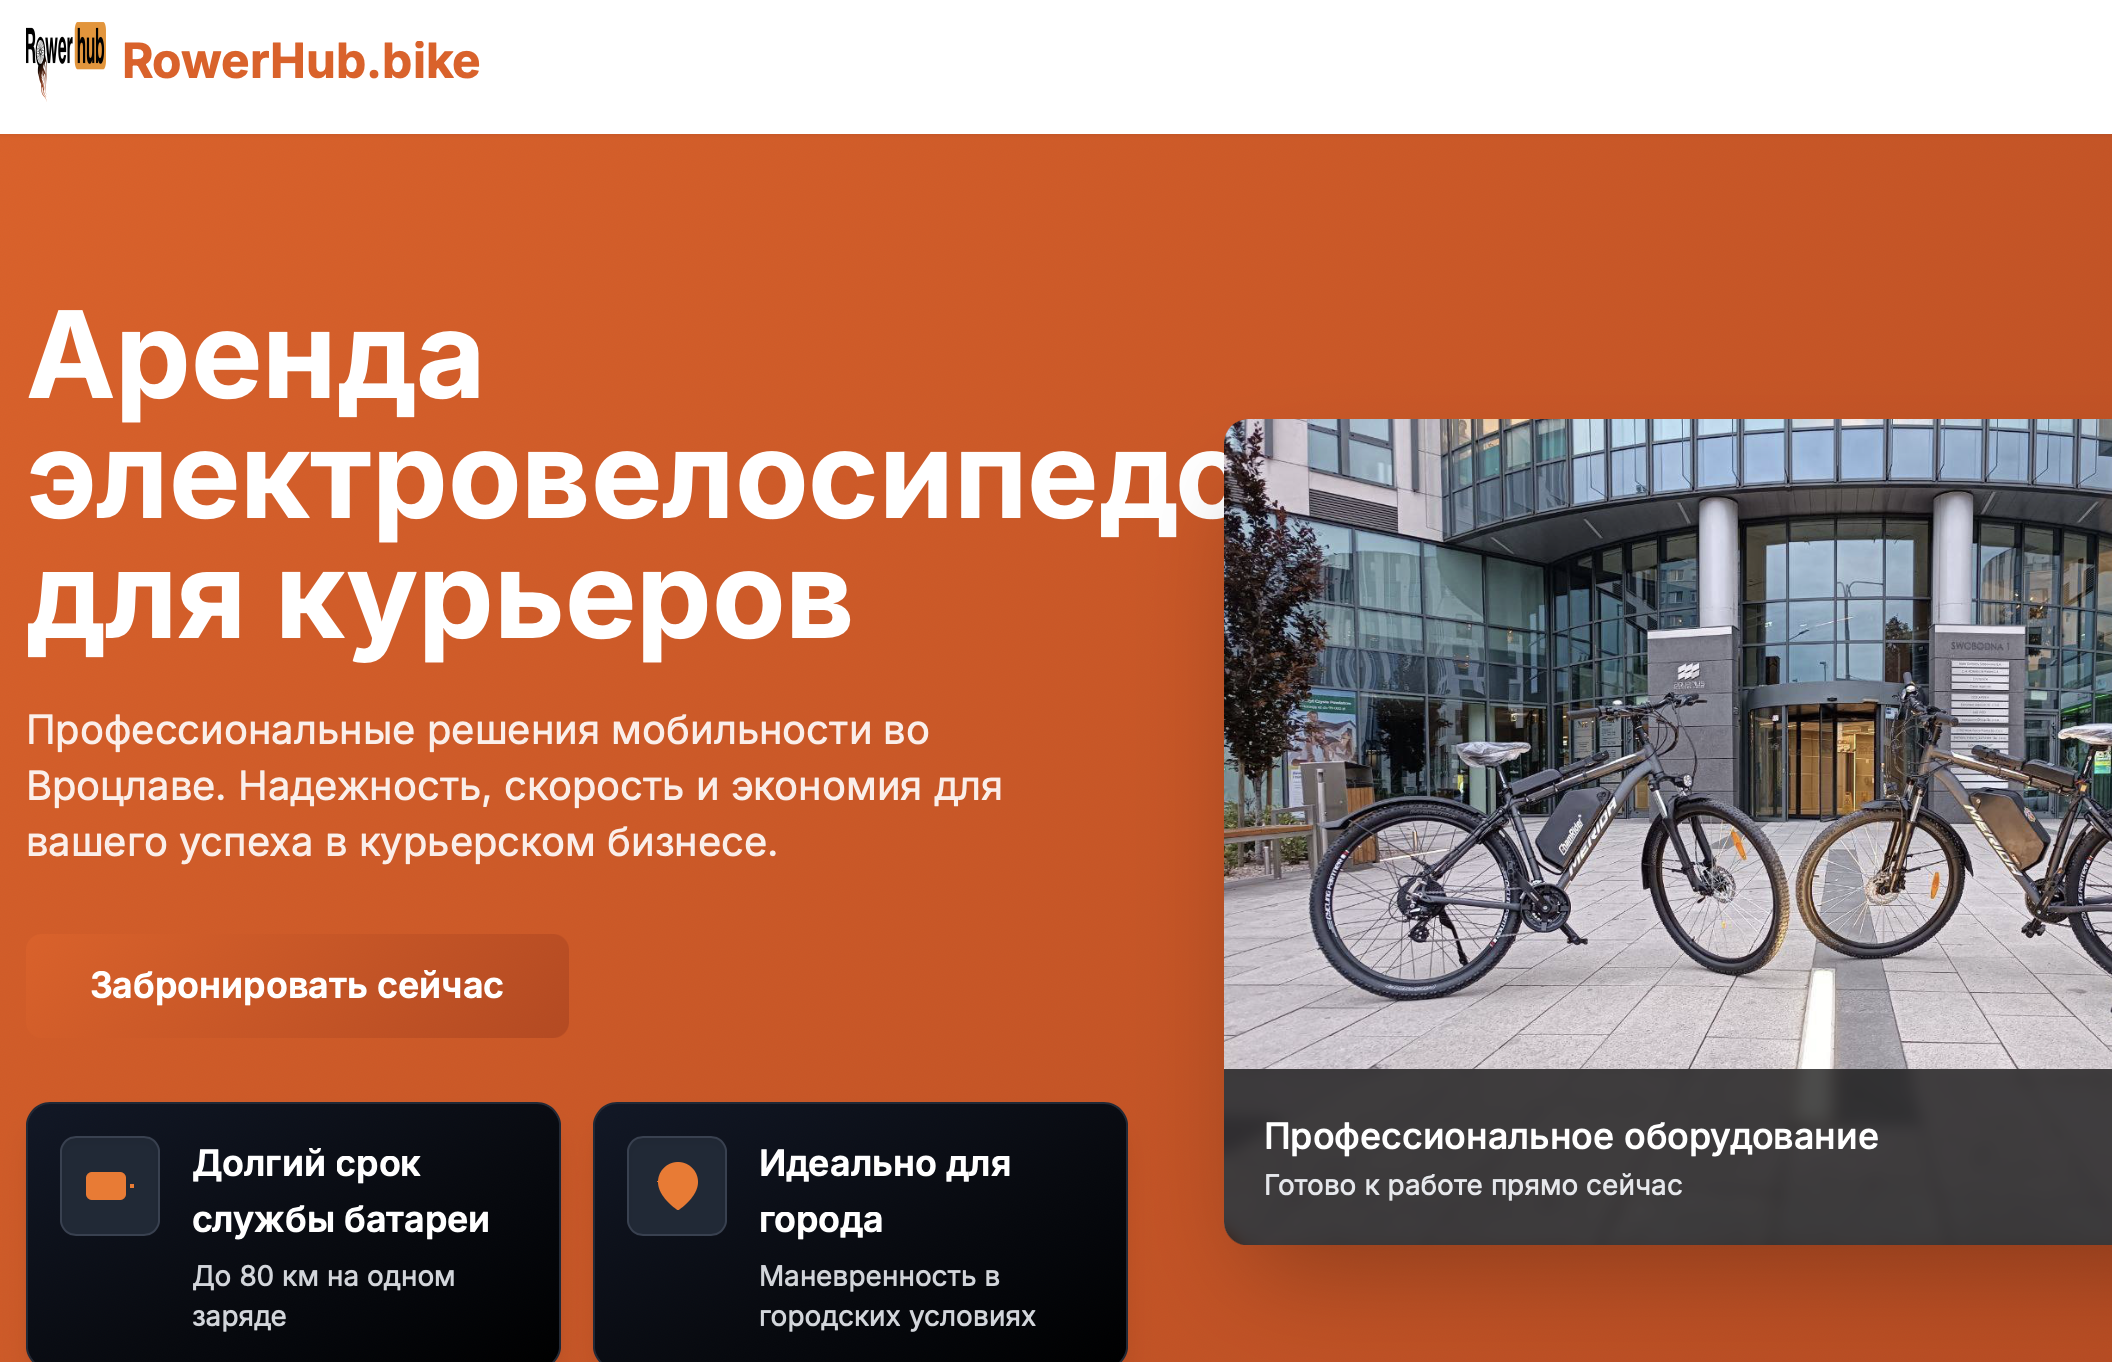 Rower hub
RowerHub.bike
Аренда
электровелосипедо
для курьеров
Профессиональные решения мобильности во
Вроцлаве. Надежность, скорость и экономия для
вашего успеха в курьерском бизнесе.
Забронировать сейчас
Долгий срок
службы батареи
До 80 км на одном
заряде
Идеально для
города
Маневренность в
городских условиях
SWOBODNA 1
MERIDA
MERIDA
Профессиональное оборудование
Готово к работе прямо сейчас